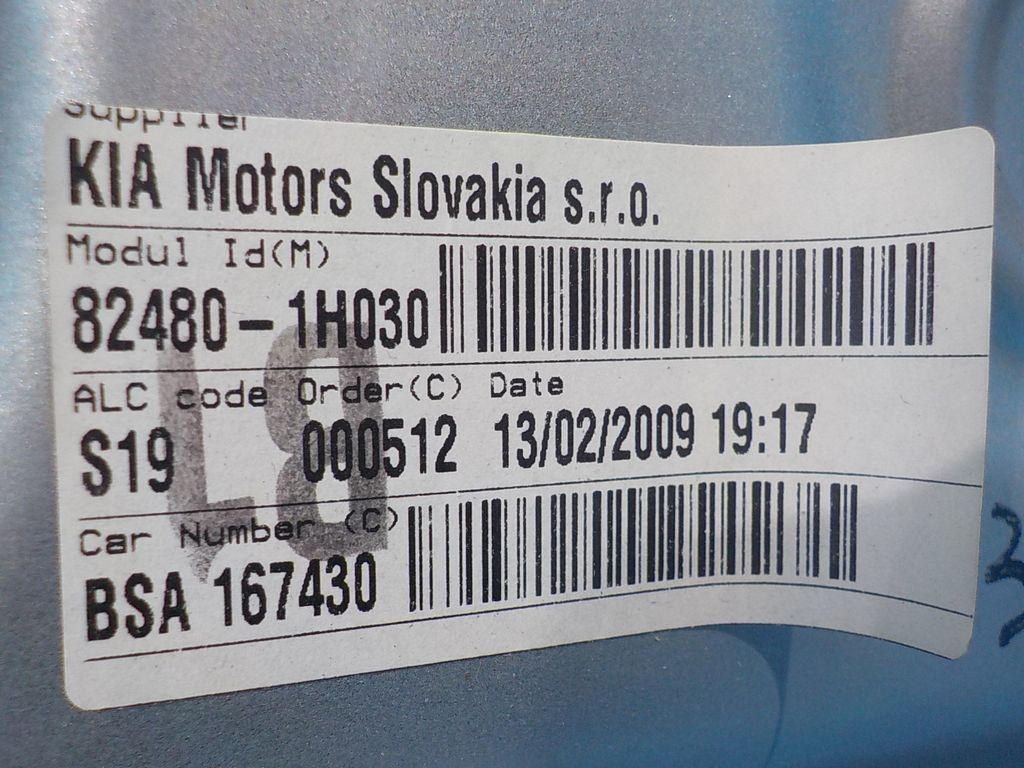 Supplier
KIA Motors Slovakia s.r.o.
Modul Id(M)
82480-1H030
ALC code Order(C) Date
S19 000512 13/02/2009 19:17
Car Number (C)
BSA 167430